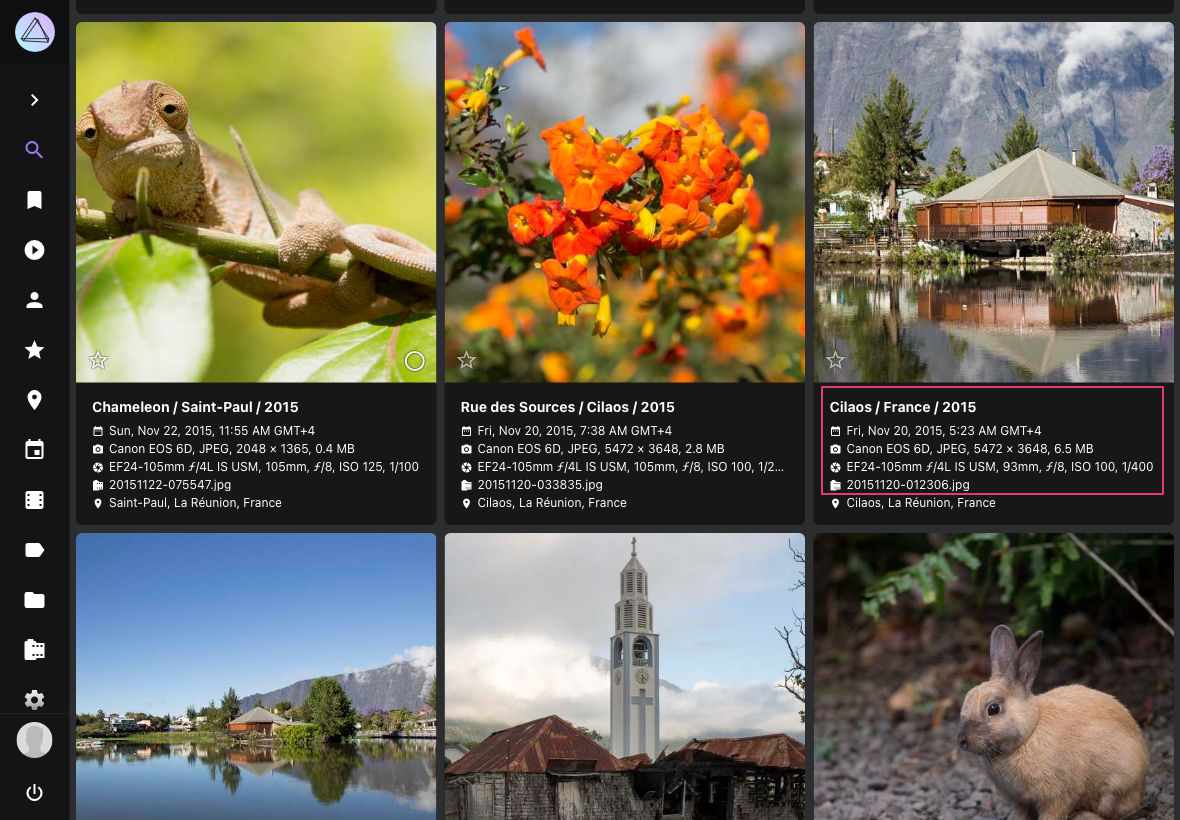 Chameleon / Saint-Paul / 2015
Sun, Nov 22, 2015, 11:55 AM GMT+4
Canon EOS 6D, JPEG, 2048 × 1365, 0.4 MB
EF24-105mm ƒ/4L IS USM, 105mm, ƒ/8, ISO 125, 1/100
20151122-075547.jpg
Saint-Paul, La Réunion, France
Rue des Sources / Cilaos / 2015
Fri, Nov 20, 2015, 7:38 AM GMT+4
Canon EOS 6D, JPEG, 5472 × 3648, 2.8 MB
EF24-105mm ƒ/4L IS USM, 105mm, ƒ/8, ISO 100, 1/2...
20151120-033835.jpg
Cilaos, La Réunion, France
Cilaos / France / 2015
Fri, Nov 20, 2015, 5:23 AM GMT+4
Canon EOS 6D, JPEG, 5472 × 3648, 6.5 MB
EF24-105mm ƒ/4L IS USM, 93mm, ƒ/8, ISO 100, 1/400
20151120-012306.jpg
Cilaos, La Réunion, France